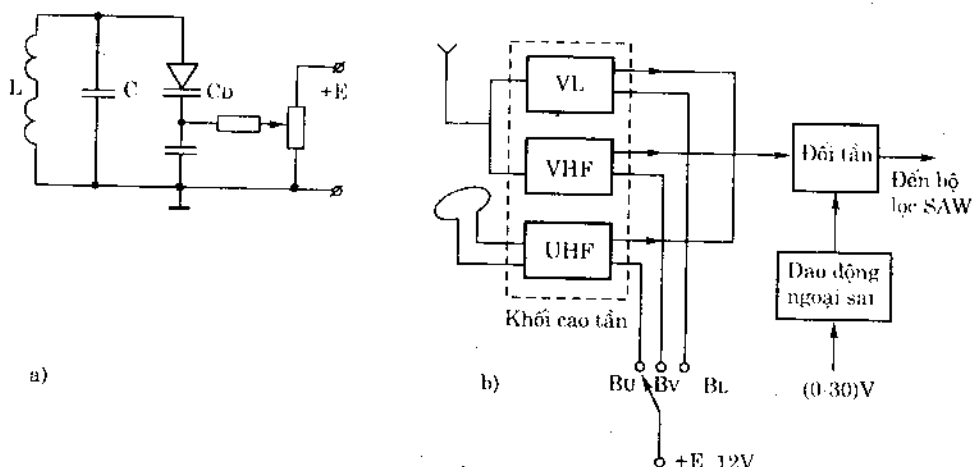 a)
L
C
CD
+E
VL
VHF
UHF
Khối cao tần
Đổi tần
Đến bộ
lọc SAW
Dao động
ngoại sai
(0-30)V
b)
BU
BV
BL
+E 12V